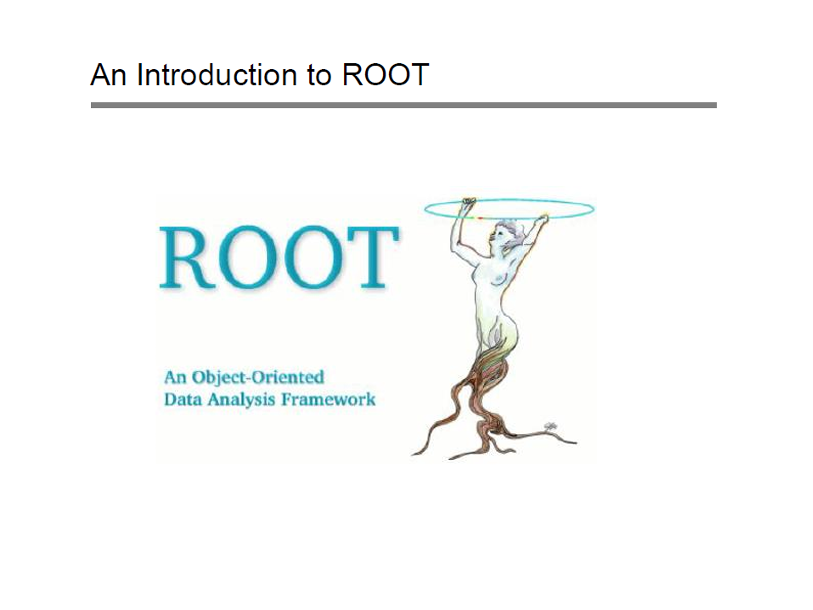 An Introduction to ROOT
ROOT
An Object-Oriented
Data Analysis Framework